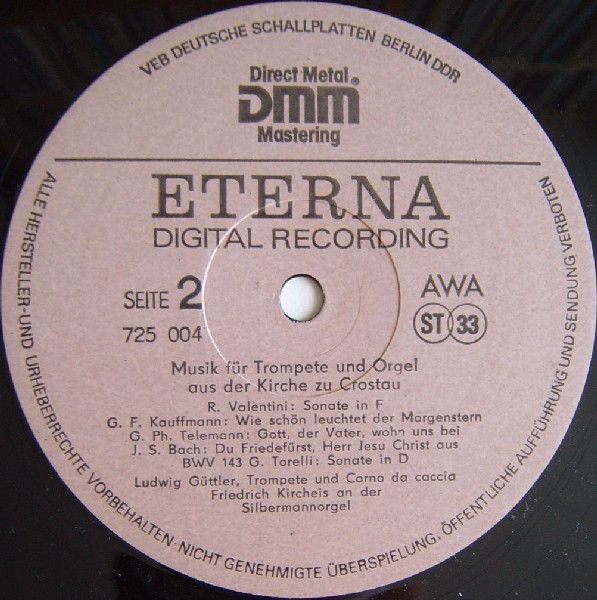 VEB DEUTSCHE SCHALLPLATTEN BERLIN DDR
Direct Metal
DMM®
Mastering
ETERNA
DIGITAL RECORDING
SEITE 2
725 004
AWA
ST 33
Musik für Trompete und Orgel
aus der Kirche zu Crostau
R. Valentini: Sonate in F
G. F. Kauffmann: Wie schön leuchtet der Morgenstern
G. Ph. Telemann: Gott, der Vater, wohn uns bei
J. S. Bach: Du Friedefürst, Herr Jesu Christ aus
BWV 143 G. Torelli: Sonate in D
Ludwig Güttler, Trompete und Corno da caccia
Friedrich Kircheis an der
Silbermannorgel
ALLE HERSTELLER-UND URHEBERRECHTE VORBEHALTEN·NICHT GENEHMIGTE ÜBERSPIELUNG, ÖFFENTLICHE AUFFÜHRUNG UND SENDUNG VERBOTEN